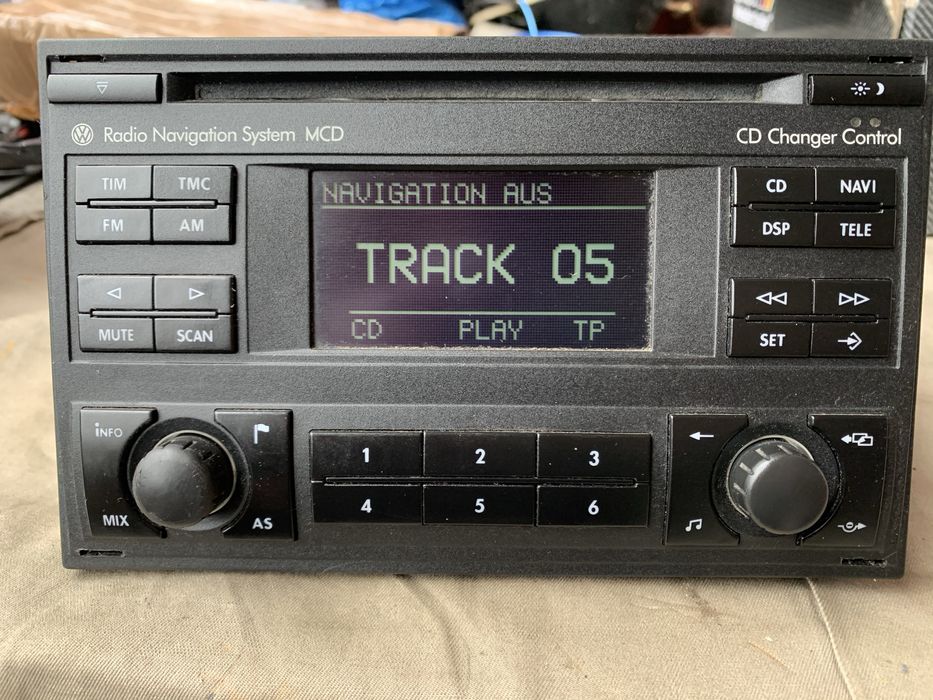 Radio Navigation System MCD
CD Changer Control
TIM TMC
FM AM
MUTE SCAN
NAVIGATION AUS
TRACK 05
CD PLAY TP
CD NAVI
DSP TELE
SET
INFO
MIX AS
1 2 3
4 5 6